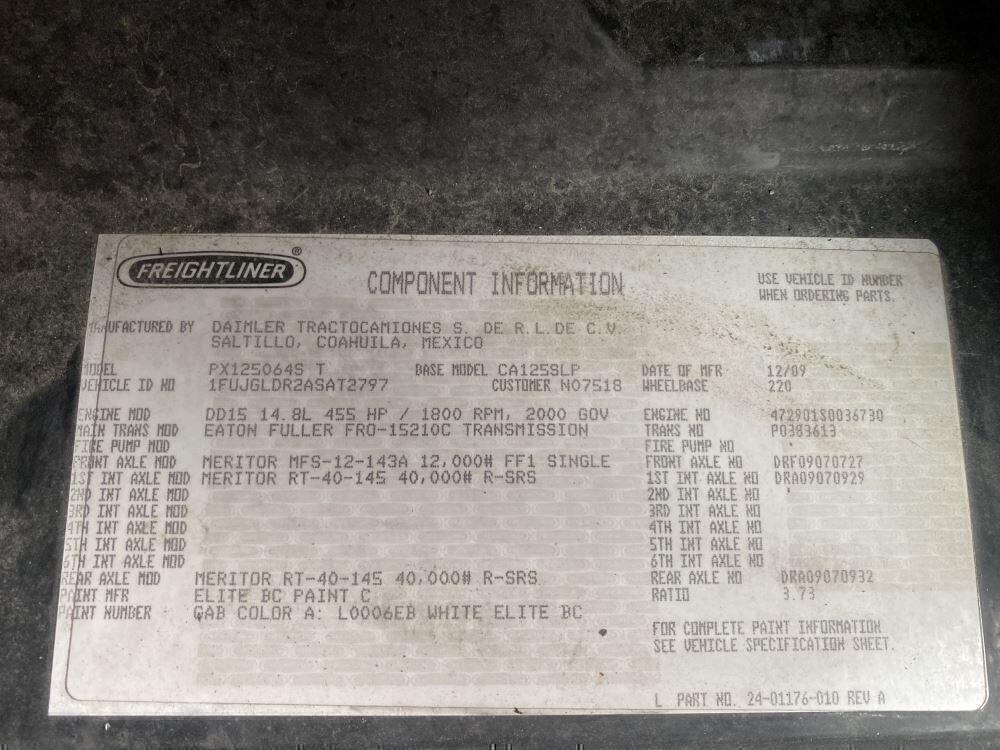 FREIGHTLINER®
COMPONENT INFORMATION
USE VEHICLE ID NUMBER
WHEN ORDERING PARTS.
MANUFACTURED BY DAIMLER TRACTOCAMIONES S. DE R.L.DE C.V.
SALTILLO, COAHUILA, MEXICO
MODEL PX125064S T BASE MODEL CA125SLP DATE OF MFR 12/09
VEHICLE ID NO 1FUJGLDR2ASAT2797 CUSTOMER NO7518 WHEELBASE 220
ENGINE MOD DD15 14.8L 455 HP / 1800 RPM, 2000 GOV ENGINE NO 472901S0036730
MAIN TRANS MOD EATON FULLER FRO-15210C TRANSMISSION TRANS NO P0383613
FIRE PUMP MOD FIRE PUMP NO
FRONT AXLE MOD MERITOR MFS-12-143A 12,000# FF1 SINGLE FRONT AXLE NO DRF09070727
1ST INT AXLE MOD MERITOR RT-40-145 40,000# R-SRS 1ST INT AXLE NO DRA09070929
2ND INT AXLE MOD 2ND INT AXLE NO
3RD INT AXLE MOD 3RD INT AXLE NO
4TH INT AXLE MOD 4TH INT AXLE NO
5TH INT AXLE MOD 5TH INT AXLE NO
6TH INT AXLE MOD 6TH INT AXLE NO
REAR AXLE MOD MERITOR RT-40-145 40,000# R-SRS REAR AXLE NO DRA09070932
PAINT MFR ELITE BC PAINT C RATIO 3.73
PAINT NUMBER CAB COLOR A: L0006EB WHITE ELITE BC
FOR COMPLETE PAINT INFORMATION
SEE VEHICLE SPECIFICATION SHEET.
L PART NO. 24-01176-010 REV A